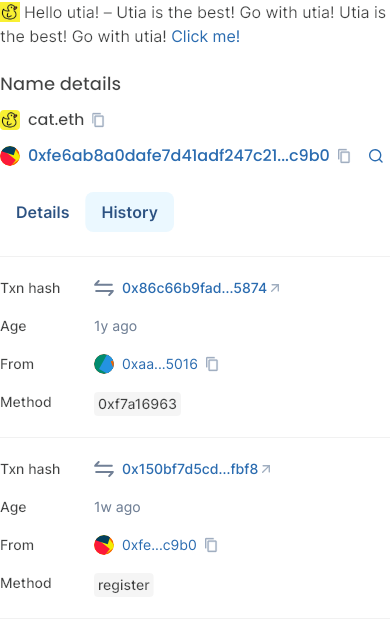 Hello utia! – Utia is the best! Go with utia! Utia is
the best! Go with utia! Click me!
Name details
cat.eth
0xfe6ab8a0dafe7d41adf247c21...c9b0
Details History
Txn hash 0x86c66b9fad...5874
Age 1y ago
From 0xaa...5016
Method 0xf7a16963
Txn hash 0x150bf7d5cd...fbf8
Age 1w ago
From 0xfe...c9b0
Method register